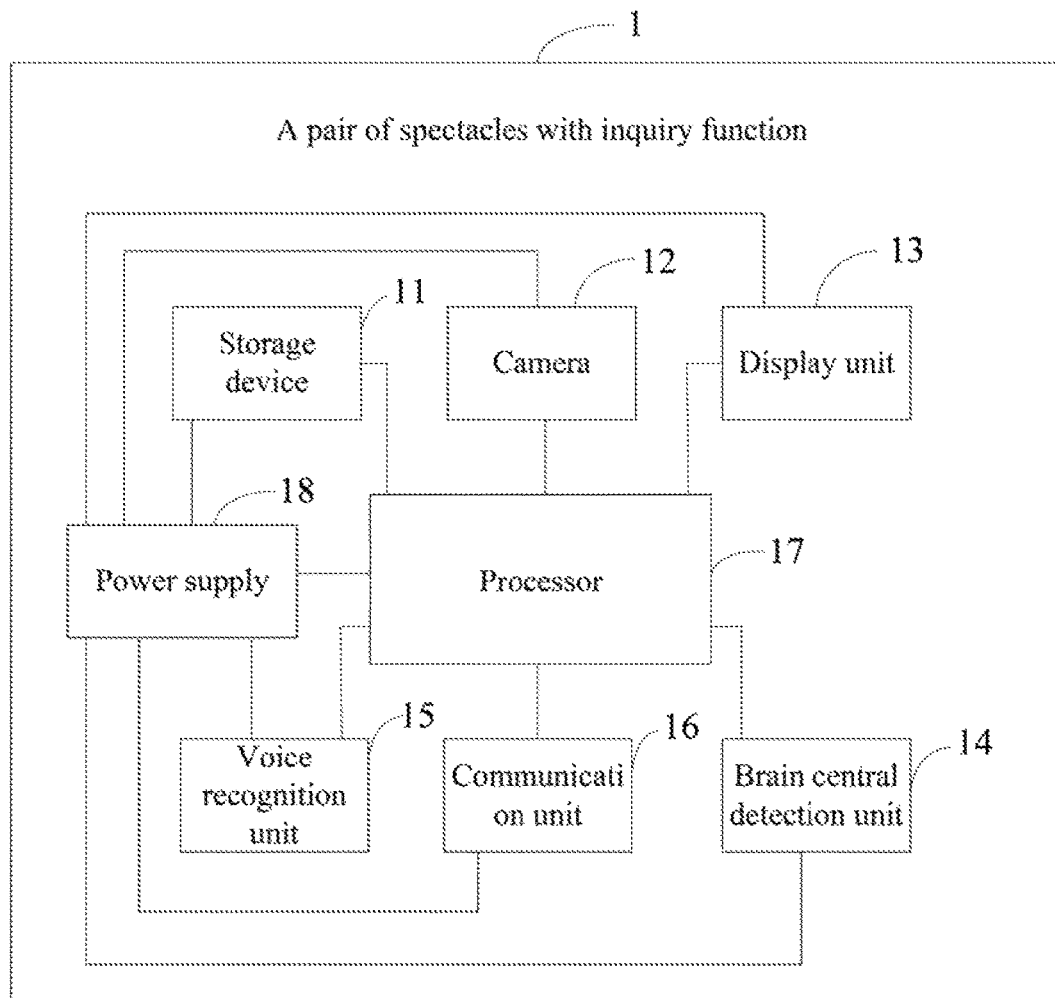 1
A pair of spectacles with inquiry function
11
12
13
Storage
device
Camera
Display unit
18
17
Power supply
Processor
15
16
14
Voice
recognition
unit
Communicati
on unit
Brain central
detection unit